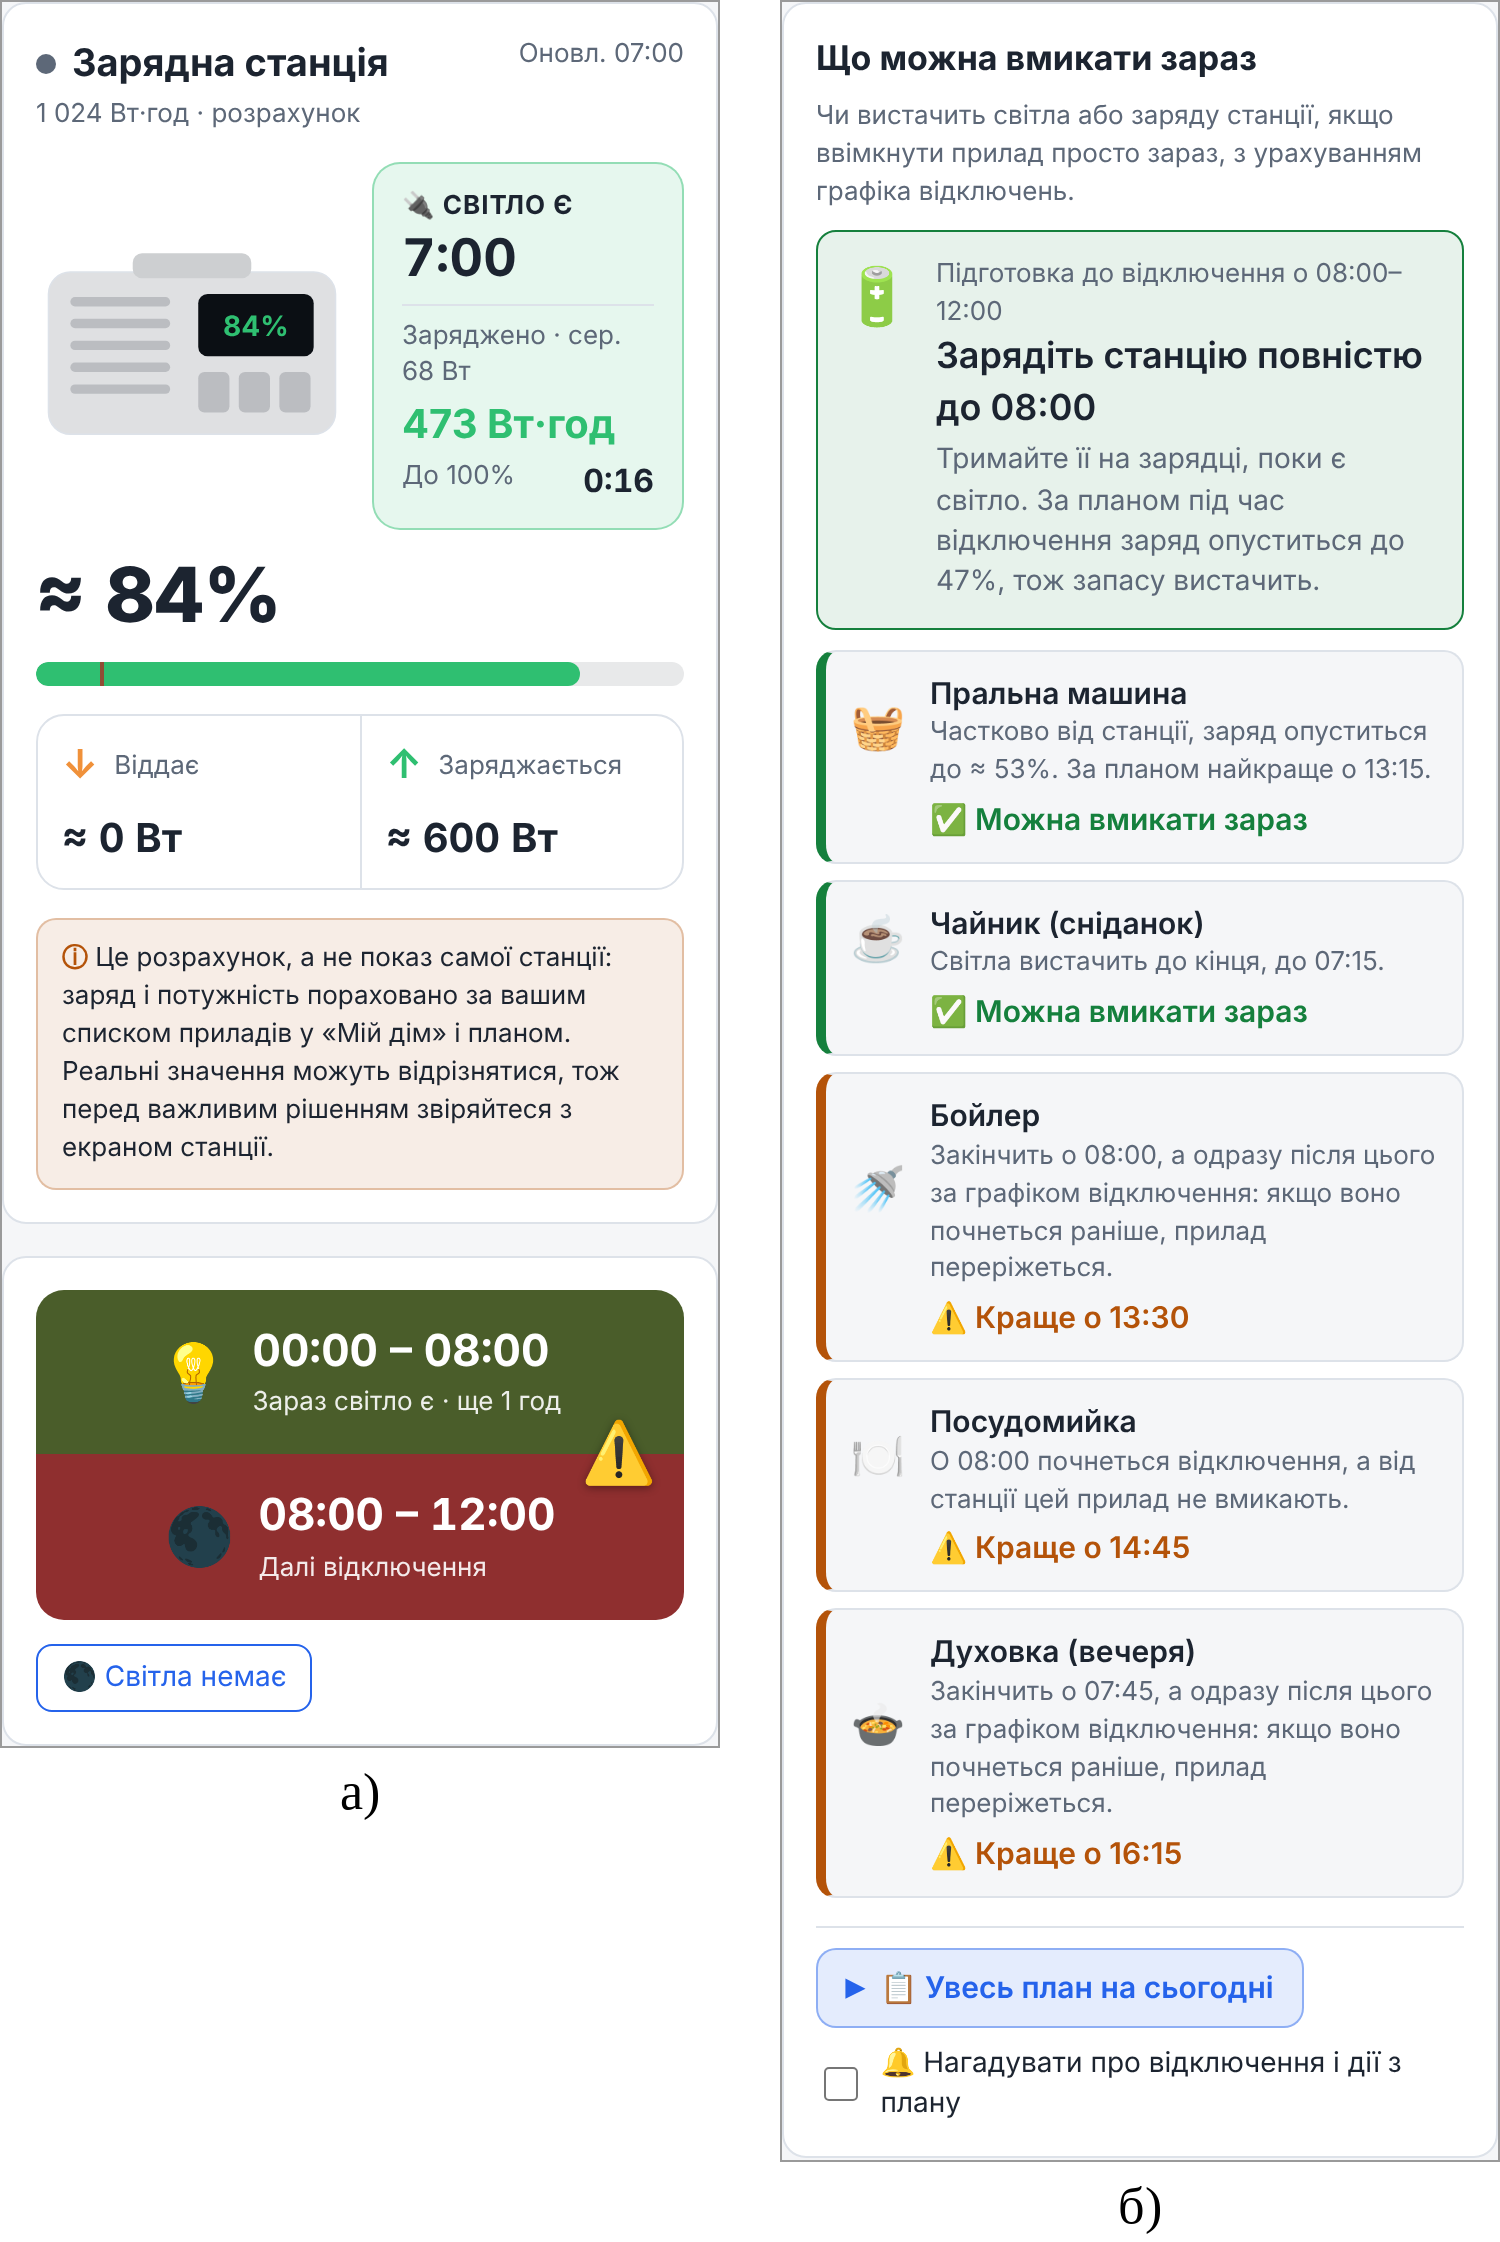 Зарядна станція
Оновл. 07:00
1 024 Вт·год · розрахунок
84%
🔌 СВІТЛО Є
7:00
Заряджено · сер.
68 Вт
473 Вт·год
До 100% 0:16
≈ 84%
↓ Віддає
≈ 0 Вт
↑ Заряджається
≈ 600 Вт
ⓘ Це розрахунок, а не показ самої станції:
заряд і потужність пораховано за вашим
списком приладів у «Мій дім» і планом.
Реальні значення можуть відрізнятися, тож
перед важливим рішенням звіряйтеся з
екраном станції.
00:00 – 08:00
Зараз світло є · ще 1 год
08:00 – 12:00
Далі відключення
🌑 Світла немає
а)
Що можна вмикати зараз
Чи вистачить світла або заряду станції, якщо
ввімкнути прилад просто зараз, з урахуванням
графіка відключень.
Підготовка до відключення о 08:00–
12:00
Зарядіть станцію повністю
до 08:00
Тримайте її на зарядці, поки є
світло. За планом під час
відключення заряд опуститься до
47%, тож запасу вистачить.
Пральна машина
Частково від станції, заряд опуститься
до ≈ 53%. За планом найкраще о 13:15.
✅ Можна вмикати зараз
Чайник (сніданок)
Світла вистачить до кінця, до 07:15.
✅ Можна вмикати зараз
Бойлер
Закінчить о 08:00, а одразу після цього
за графіком відключення: якщо воно
почнеться раніше, прилад
переріжеться.
⚠️ Краще о 13:30
Посудомийка
О 08:00 почнеться відключення, а від
станції цей прилад не вмикають.
⚠️ Краще о 14:45
Духовка (вечеря)
Закінчить о 07:45, а одразу після цього
за графіком відключення: якщо воно
почнеться раніше, прилад
переріжеться.
⚠️ Краще о 16:15
▶ 📋 Увесь план на сьогодні
🔔 Нагадувати про відключення і дії з
плану
б)